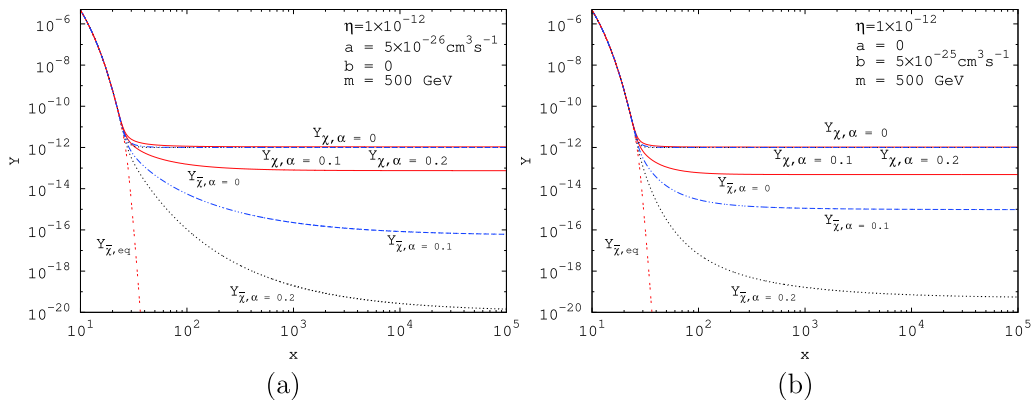 η=1×10⁻¹²
a = 5×10⁻²⁶cm³s⁻¹
b = 0
m = 500 GeV
Y
10⁻⁶
10⁻⁸
10⁻¹⁰
10⁻¹²
10⁻¹⁴
10⁻¹⁶
10⁻¹⁸
10⁻²⁰
Y_χ,α = 0
Y_χ,α = 0.1 Y_χ,α = 0.2
Y_χ̄,α = 0
Y_χ̄,eq
Y_χ̄,α = 0.1
Y_χ̄,α = 0.2
10¹ 10² 10³ 10⁴ 10⁵
x
(a)
η=1×10⁻¹²
a = 0
b = 5×10⁻²⁵cm³s⁻¹
m = 500 GeV
Y
10⁻⁶
10⁻⁸
10⁻¹⁰
10⁻¹²
10⁻¹⁴
10⁻¹⁶
10⁻¹⁸
10⁻²⁰
Y_χ,α = 0
Y_χ,α = 0.1 Y_χ,α = 0.2
Y_χ̄,α = 0
Y_χ̄,α = 0.1
Y_χ̄,eq
Y_χ̄,α = 0.2
10¹ 10² 10³ 10⁴ 10⁵
x
(b)